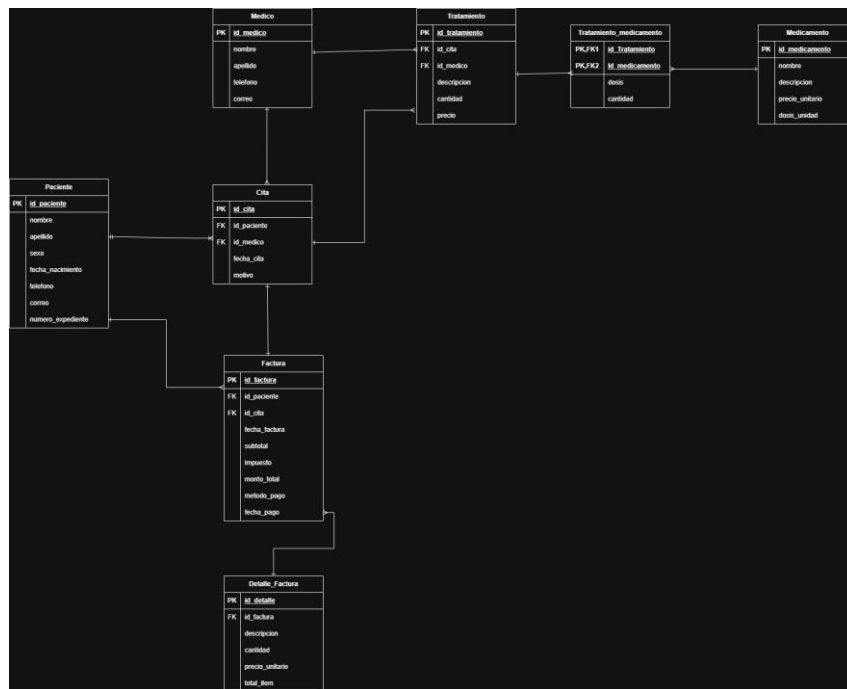 Medico
PK id_medico
nombre
apellido
telefono
correo
Tratamiento
PK id_tratamiento
FK id_cita
FK id_medico
descripcion
cantidad
precio
Tratamiento_medicamento
PK,FK1 id_Tratamiento
PK,FK2 Id_medicamento
dosis
cantidad
Medicamento
PK id_medicamento
nombre
descripcion
precio_unitario
dosis_unidad
Paciente
PK id_paciente
nombre
apellido
sexo
fecha_nacimiento
telefono
correo
numero_expediente
Cita
PK id_cita
FK id_paciente
FK id_medico
fecha_cita
motivo
Factura
PK id_factura
FK id_paciente
FK id_cita
fecha_factura
subtotal
impuesto
monto_total
metodo_pago
fecha_pago
Detalle_Factura
PK id_detalle
FK id_factura
descripcion
cantidad
precio_unitario
total_item